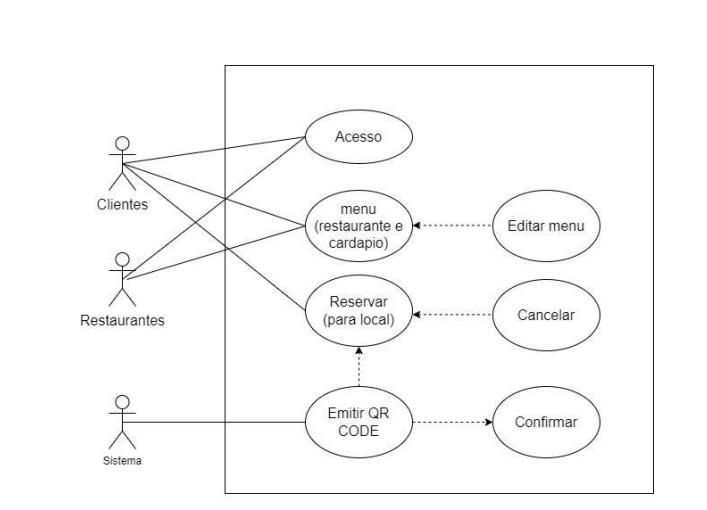 Acesso
Clientes
menu
(restaurante e
cardapio)
Editar menu
Restaurantes
Reservar
(para local)
Cancelar
Emitir QR
CODE
Confirmar
Sistema